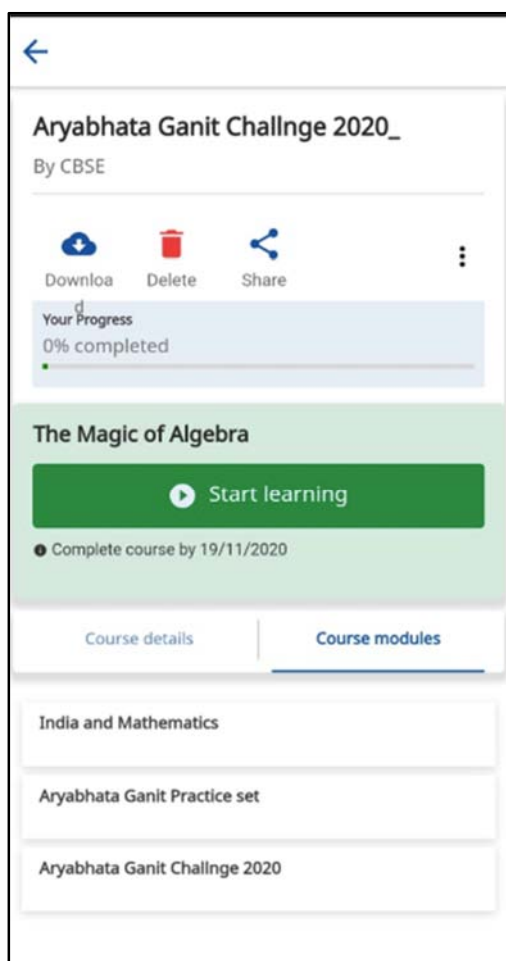 Aryabhata Ganit Challnge 2020_
By CBSE
Downloa
d
Delete
Share
Your Progress
0% completed
The Magic of Algebra
Start learning
Complete course by 19/11/2020
Course details
Course modules
India and Mathematics
Aryabhata Ganit Practice set
Aryabhata Ganit Challnge 2020